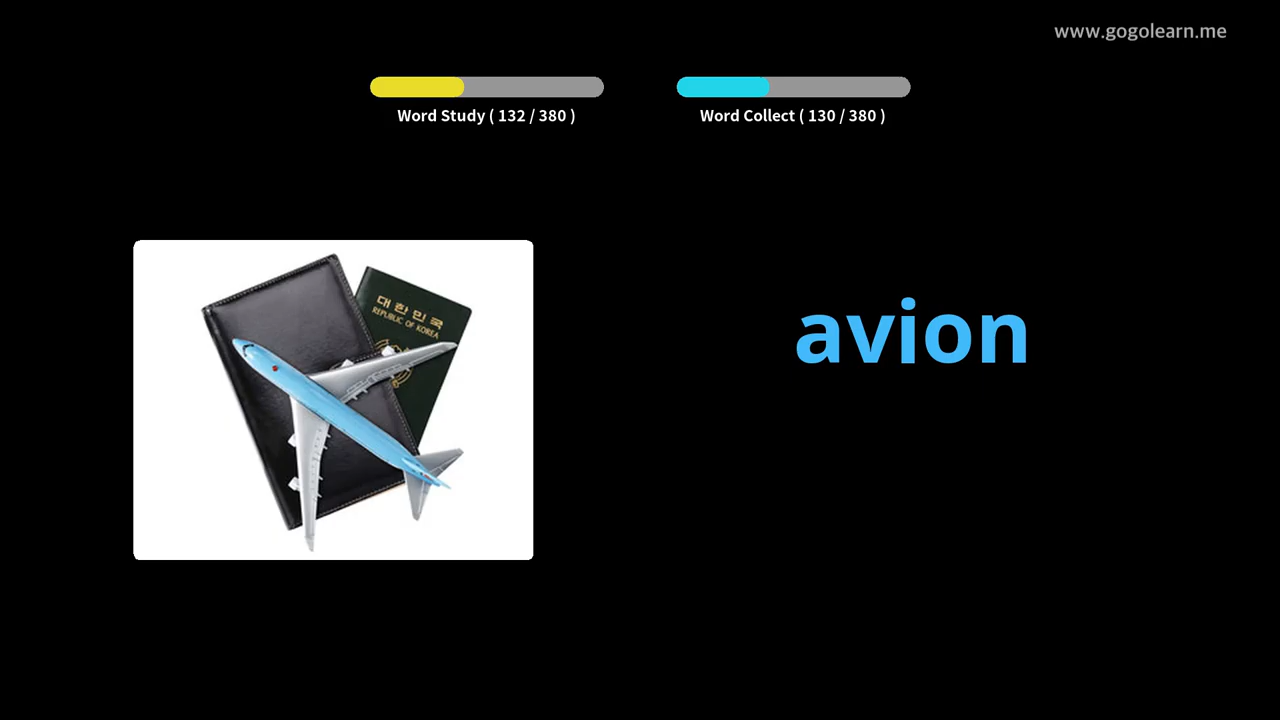 www.gogolearn.me
Word Study ( 132 / 380 )
Word Collect ( 130 / 380 )
대한민국
REPUBLIC OF KOREA
avion